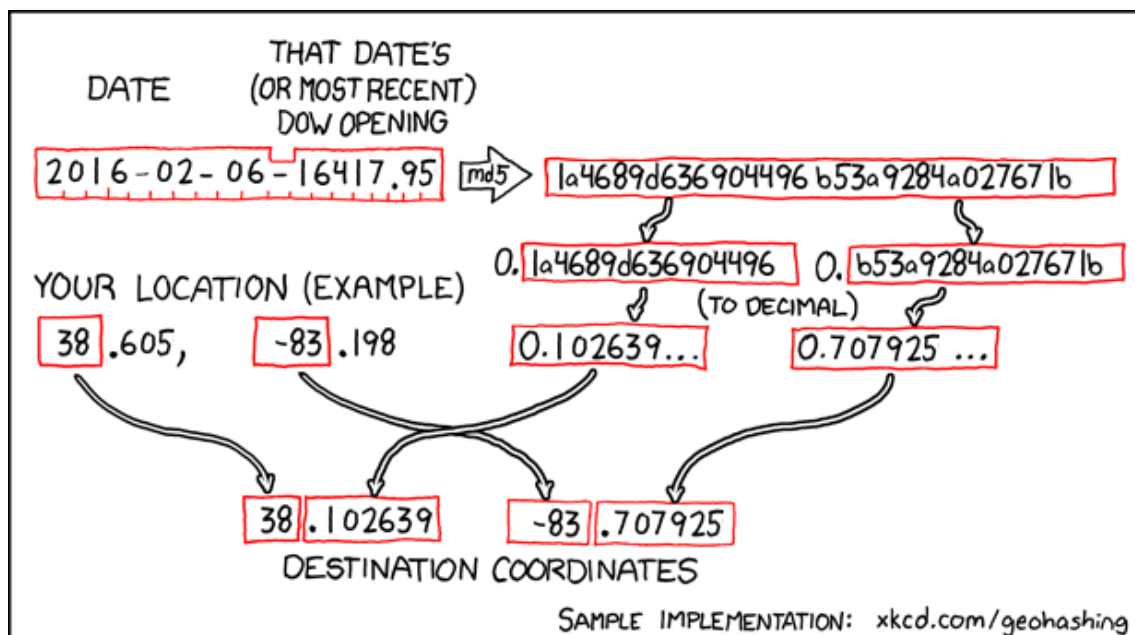 DATE
THAT DATE'S
(OR MOST RECENT)
DOW OPENING
2016-02-06-16417.95
md5
1a4689d636904496b53a9284a027671b
0.1a4689d636904496
0.b53a9284a027671b
(TO DECIMAL)
YOUR LOCATION (EXAMPLE)
38.605, -83.198
0.102639...
0.707925...
38.102639
-83.707925
DESTINATION COORDINATES
SAMPLE IMPLEMENTATION: xkcd.com/geohashing